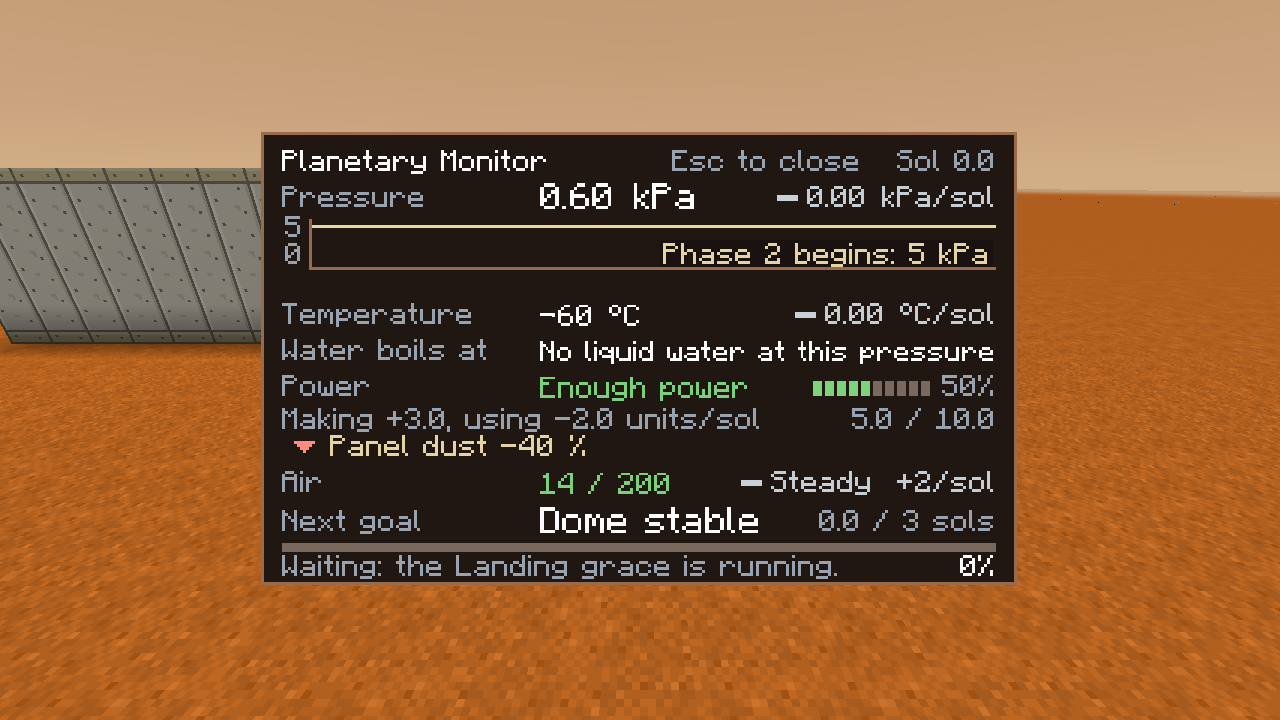 Planetary Monitor Esc to close Sol 0.0
Pressure 0.60 kPa 0.00 kPa/sol
5
0 Phase 2 begins: 5 kPa
Temperature -60 °C 0.00 °C/sol
Water boils at No liquid water at this pressure
Power Enough power 50%
Making +3.0, using -2.0 units/sol 5.0 / 10.0
Panel dust -40 %
Air 14 / 200 Steady +2/sol
Next goal Dome stable 0.0 / 3 sols
Waiting: the Landing grace is running. 0%